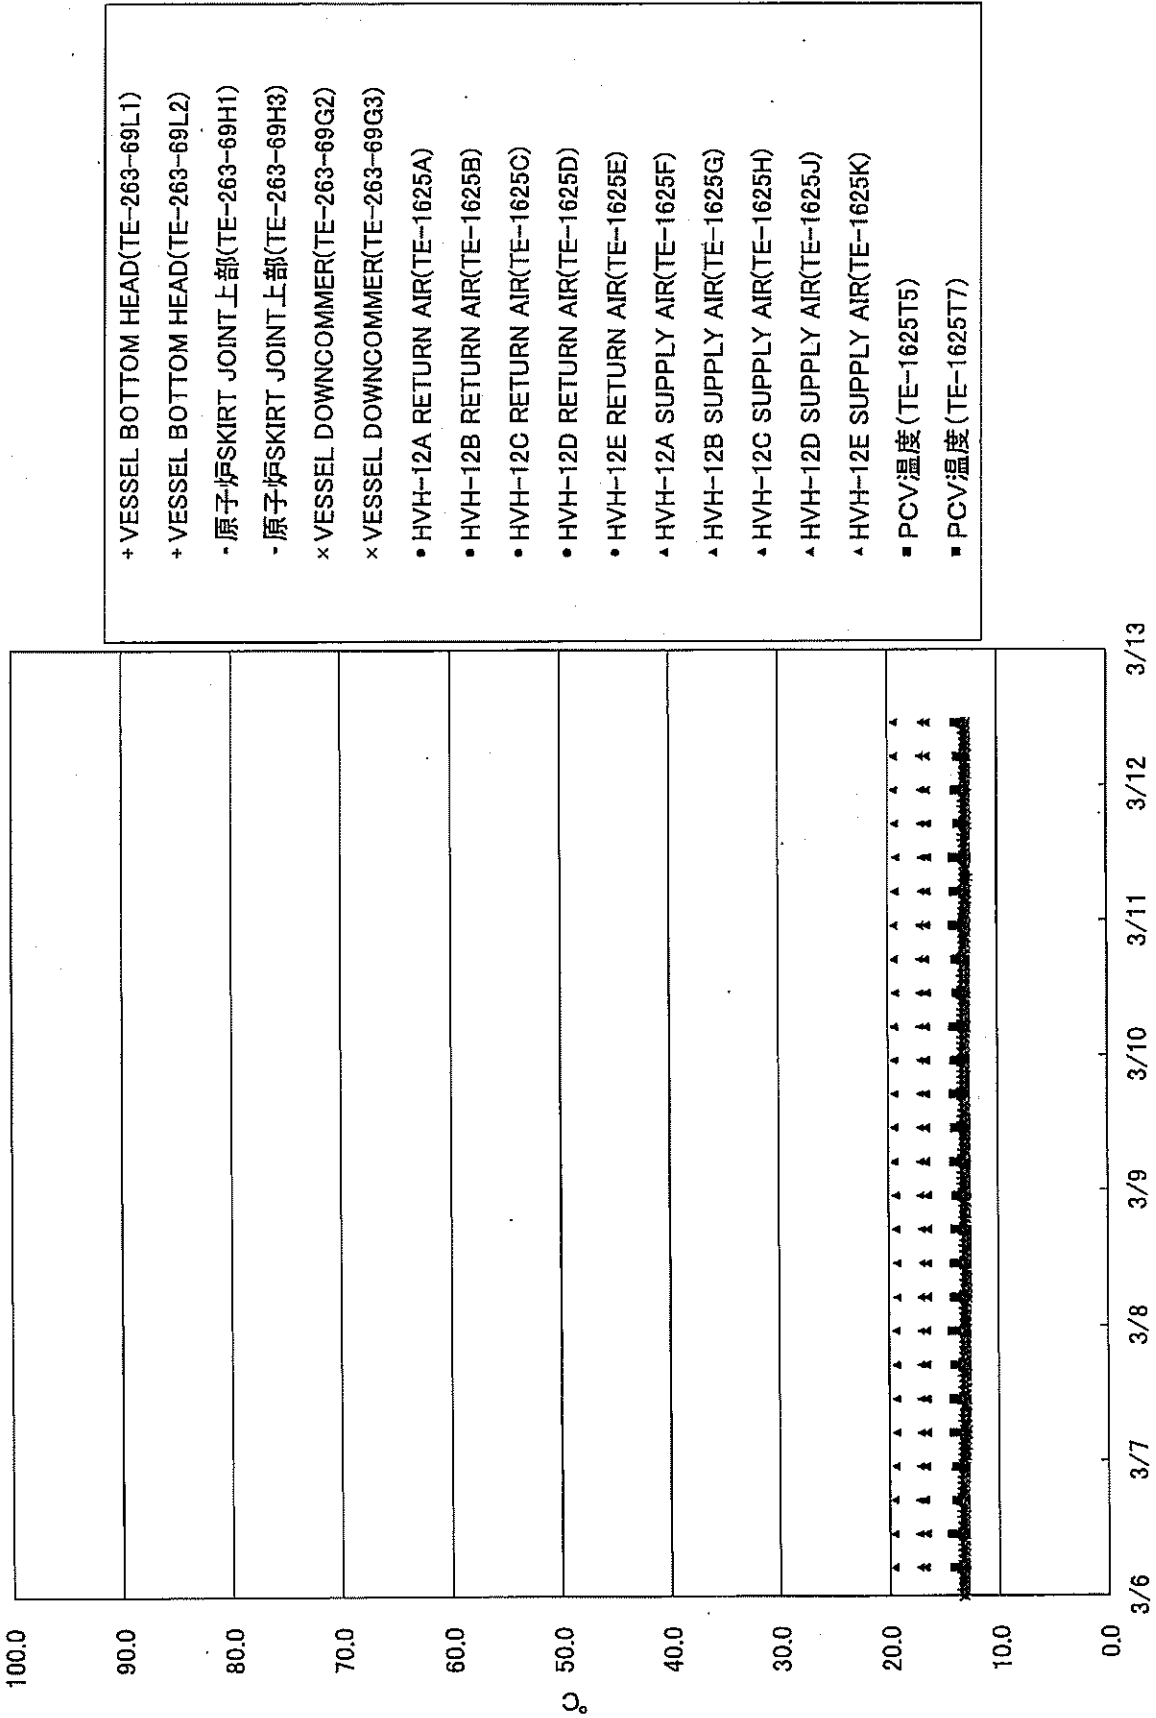 ℃
100.0
90.0
80.0
70.0
60.0
50.0
40.0
30.0
20.0
10.0
0.0
3/6
3/7
3/8
3/9
3/10
3/11
3/12
3/13
+ VESSEL BOTTOM HEAD(TE-263-69L1)
+ VESSEL BOTTOM HEAD(TE-263-69L2)
- 原子炉SKIRT JOINT上部(TE-263-69H1)
- 原子炉SKIRT JOINT上部(TE-263-69H3)
× VESSEL DOWNCOMMER(TE-263-69G2)
× VESSEL DOWNCOMMER(TE-263-69G3)
● HVH-12A RETURN AIR(TE-1625A)
● HVH-12B RETURN AIR(TE-1625B)
● HVH-12C RETURN AIR(TE-1625C)
● HVH-12D RETURN AIR(TE-1625D)
● HVH-12E RETURN AIR(TE-1625E)
▲ HVH-12A SUPPLY AIR(TE-1625F)
▲ HVH-12B SUPPLY AIR(TE-1625G)
▲ HVH-12C SUPPLY AIR(TE-1625H)
▲ HVH-12D SUPPLY AIR(TE-1625J)
▲ HVH-12E SUPPLY AIR(TE-1625K)
■ PCV温度(TE-1625T5)
■ PCV温度(TE-1625T7)